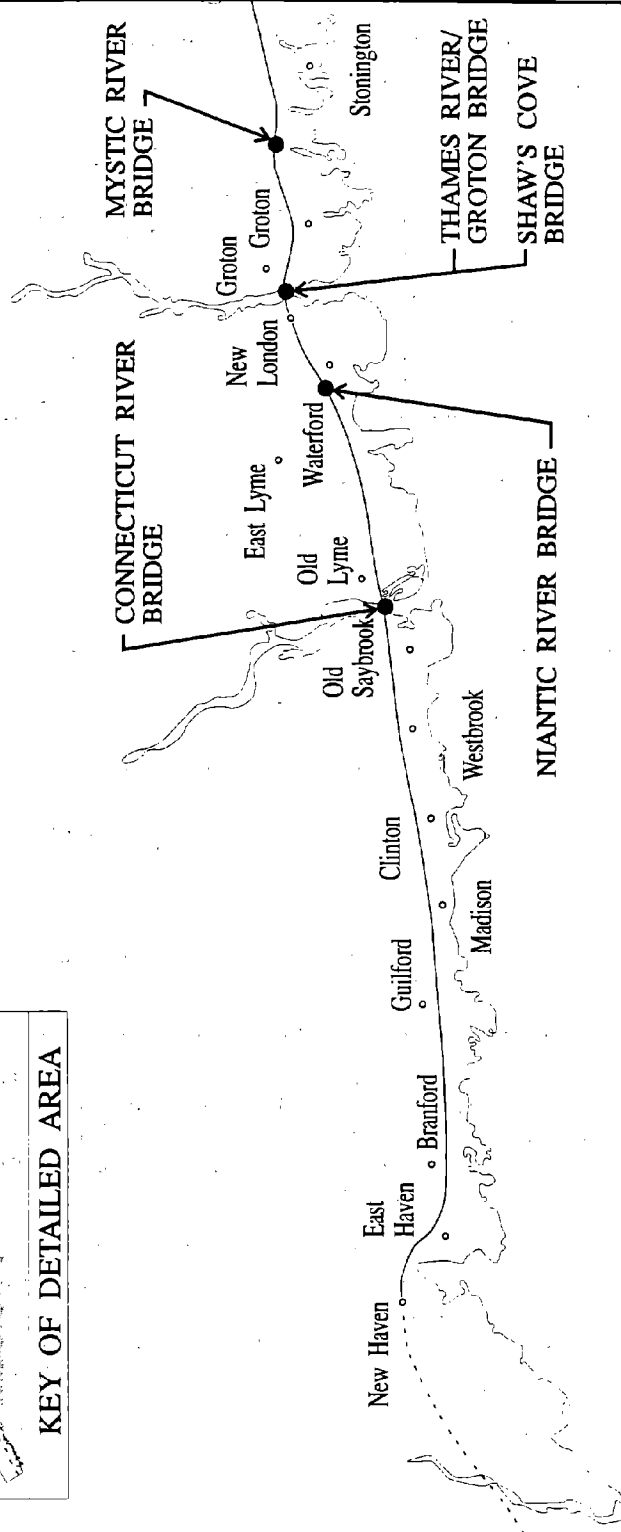 KEY OF DETAILED AREA
New Haven
East
Haven
Branford
Guilford
Madison
Clinton
Westbrook
Old
Saybrook
CONNECTICUT RIVER
BRIDGE
Old
Lyme
East Lyme
NIANTIC RIVER BRIDGE
Waterford
New
London
Groton
Groton
MYSTIC RIVER
BRIDGE
Stonington
THAMES RIVER/
GROTON BRIDGE
SHAW'S COVE
BRIDGE